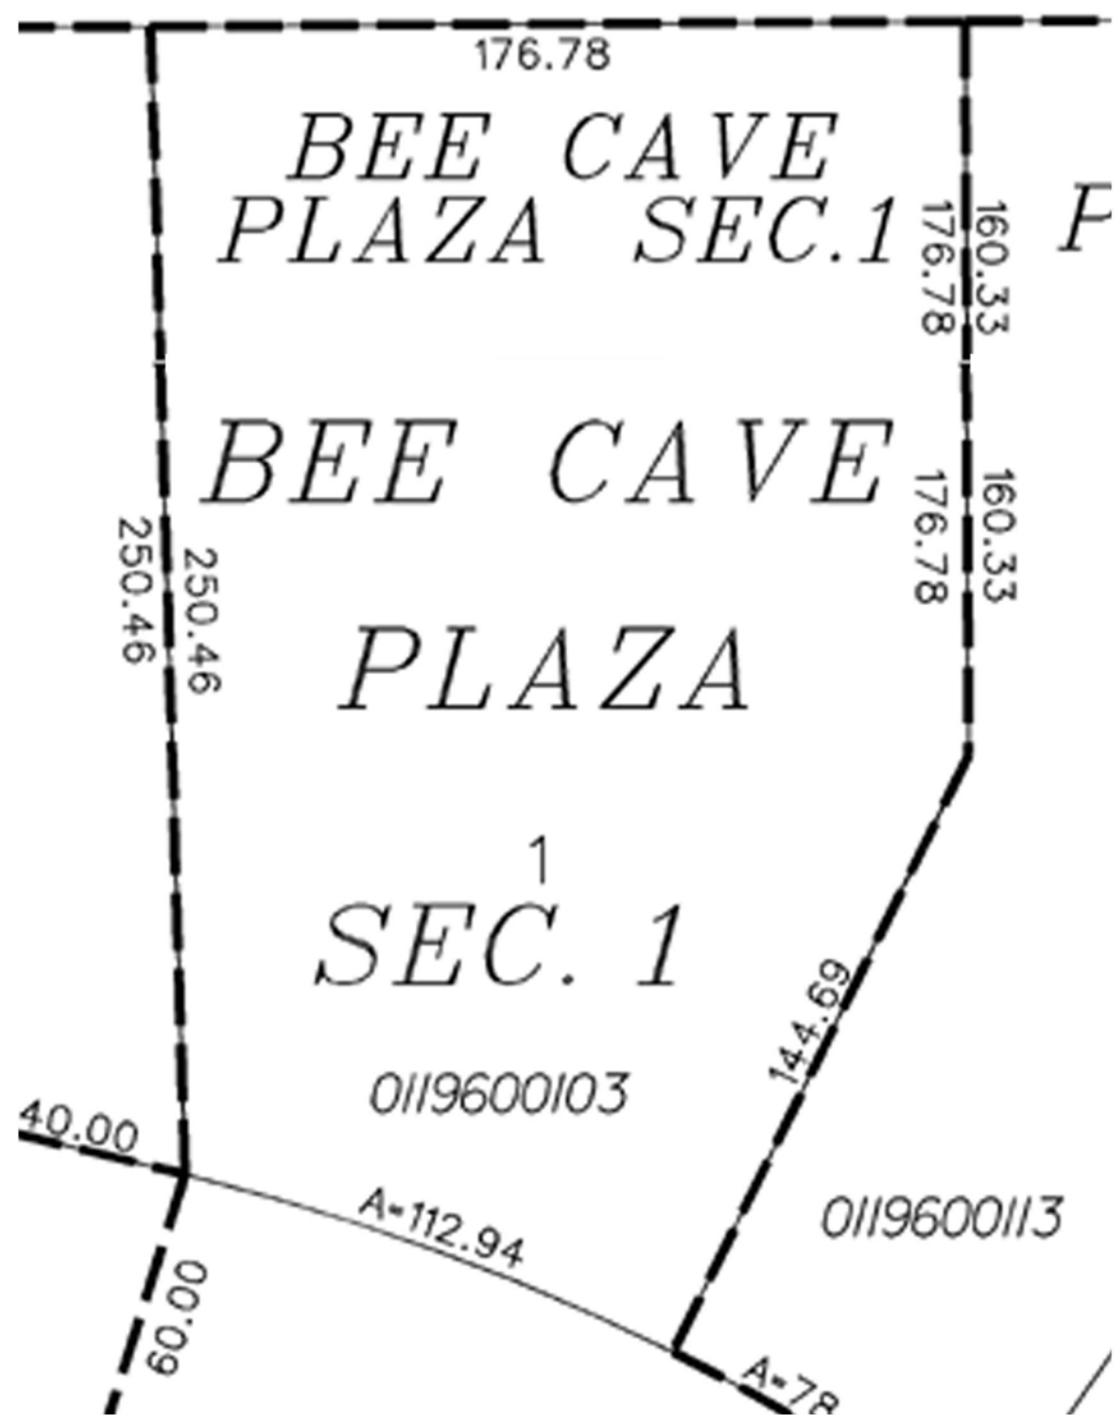 176.78
BEE CAVE
PLAZA SEC.1
P
160.33
176.78
BEE CAVE
160.33
176.78
250.46
250.46
PLAZA
1
SEC. 1
144.69
0119600103
40.00
A=112.94
0119600113
60.00
A=78